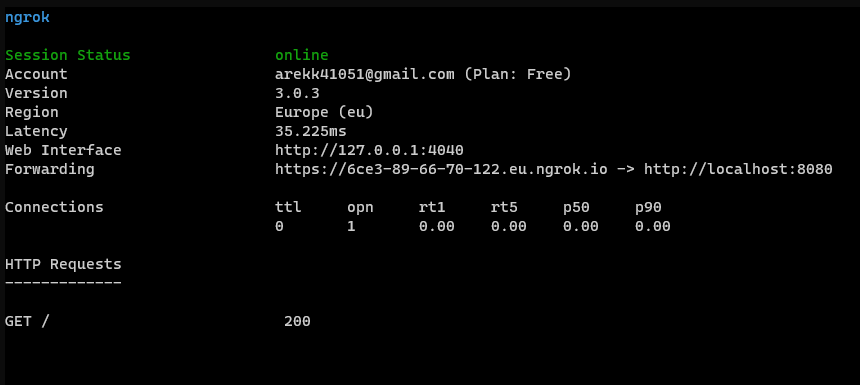 ngrok
Session Status online
Account arekk41051@gmail.com (Plan: Free)
Version 3.0.3
Region Europe (eu)
Latency 35.225ms
Web Interface http://127.0.0.1:4040
Forwarding https://6ce3-89-66-70-122.eu.ngrok.io -> http://localhost:8080
Connections ttl opn rt1 rt5 p50 p90
0 1 0.00 0.00 0.00 0.00
HTTP Requests
-------------
GET / 200